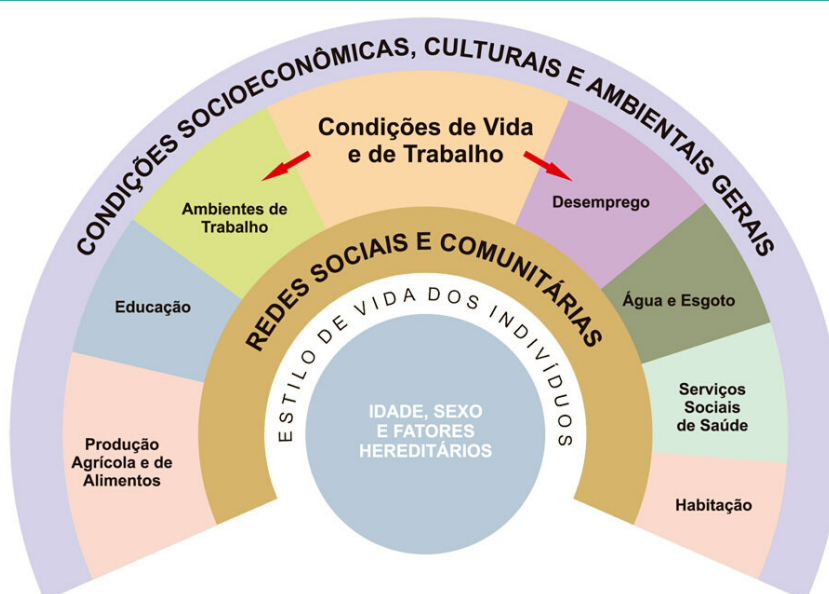 CONDIÇÕES SOCIOECONÔMICAS, CULTURAIS E AMBIENTAIS GERAIS
Condições de Vida
e de Trabalho
Ambientes de
Trabalho
Desemprego
Educação
Água e Esgoto
Produção
Agrícola e de
Alimentos
Serviços
Sociais
de Saúde
Habitação
REDES SOCIAIS E COMUNITÁRIAS
ESTILO DE VIDA DOS INDIVÍDUOS
IDADE, SEXO
E FATORES
HEREDITÁRIOS